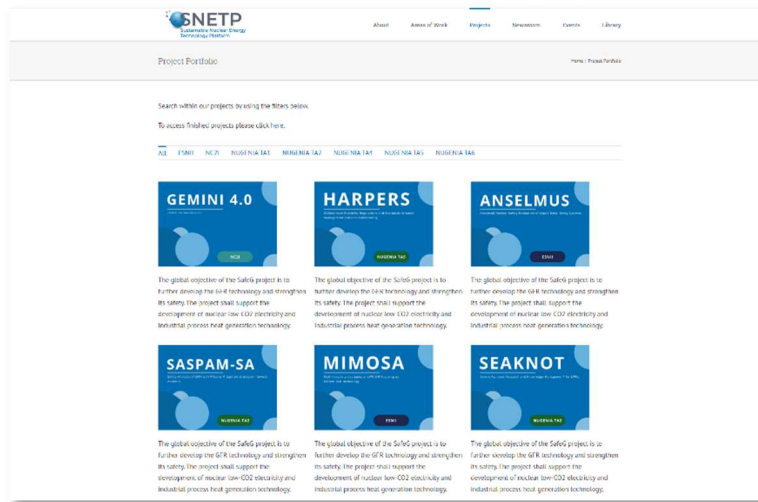 SNETP
Sustainable Nuclear Energy
Technology Platform
About Areas of Work Projects Newsroom Events Library
Project Portfolio
Home / Project Portfolio
Search within our projects by using the filters below.
To access finished projects please click here.
All ESNII NC2I NUGENIA TA1 NUGENIA TA2 NUGENIA TA4 NUGENIA TA5 NUGENIA TA6
GEMINI 4.0
NC2I
The global objective of the SafeG project is to
further develop the GFR technology and strengthen
its safety. The project shall support the
development of nuclear low-CO2 electricity and
industrial process heat generation technology.
HARPERS
NUGENIA TA5
The global objective of the SafeG project is to
further develop the GFR technology and strengthen
its safety. The project shall support the
development of nuclear low-CO2 electricity and
industrial process heat generation technology.
ANSELMUS
ESNII
The global objective of the SafeG project is to
further develop the GFR technology and strengthen
its safety. The project shall support the
development of nuclear low-CO2 electricity and
industrial process heat generation technology.
SASPAM-SA
NUGENIA TA2
The global objective of the SafeG project is to
further develop the GFR technology and strengthen
its safety. The project shall support the
development of nuclear low-CO2 electricity and
industrial process heat generation technology.
MIMOSA
ESNII
The global objective of the SafeG project is to
further develop the GFR technology and strengthen
its safety. The project shall support the
development of nuclear low-CO2 electricity and
industrial process heat generation technology.
SEAKNOT
NUGENIA TA2
The global objective of the SafeG project is to
further develop the GFR technology and strengthen
its safety. The project shall support the
development of nuclear low-CO2 electricity and
industrial process heat generation technology.